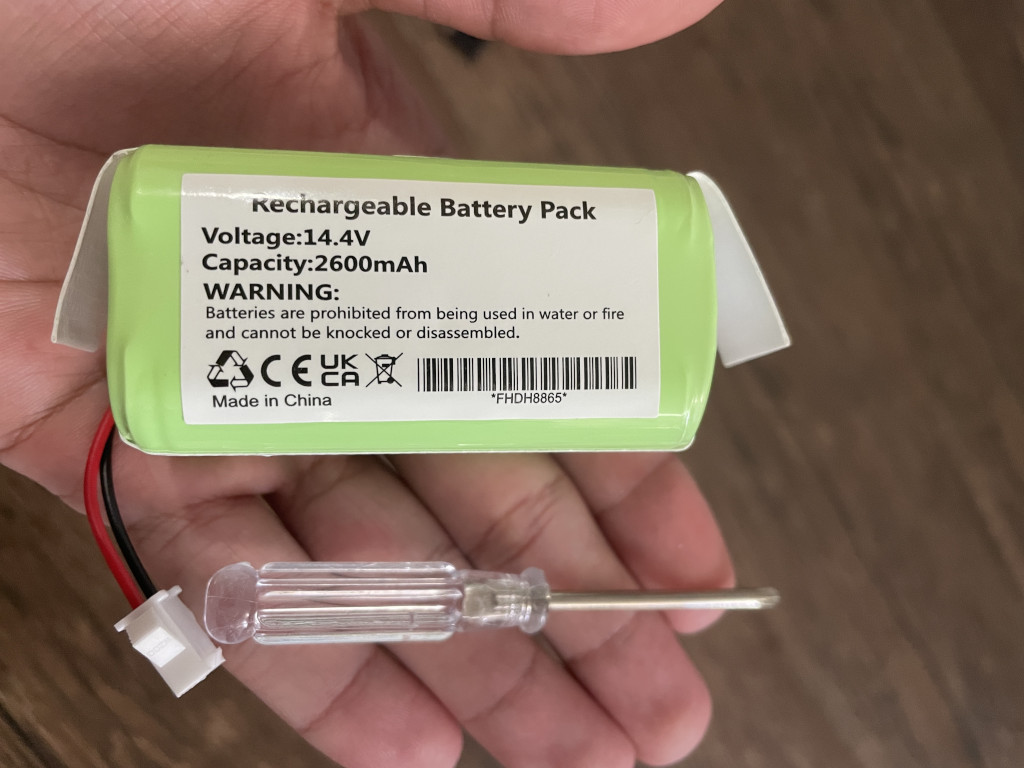 Rechargeable Battery Pack
Voltage:14.4V
Capacity:2600mAh
WARNING:
Batteries are prohibited from being used in water or fire
and cannot be knocked or disassembled.
CE UK
CA
*FHDH8865*
Made in China